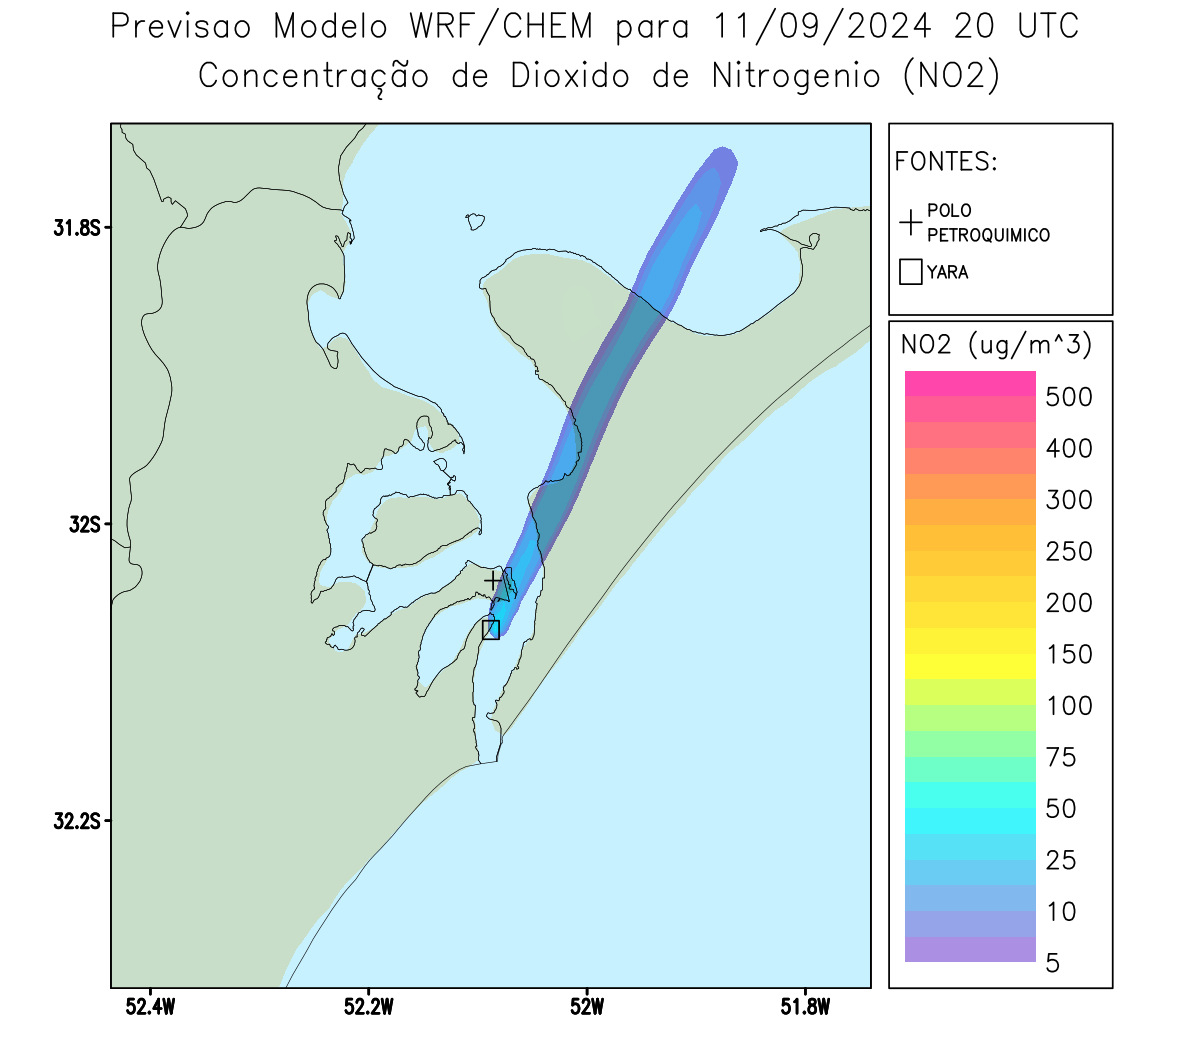 Previsao Modelo WRF/CHEM para 11/09/2024 20 UTC
Concentração de Dioxido de Nitrogenio (NO2)
FONTES:
POLO
PETROQUIMICO
YARA
NO2 (ug/m^3)
500
400
300
250
200
150
100
75
50
25
10
5
31.8S
32S
32.2S
52.4W
52.2W
52W
51.8W